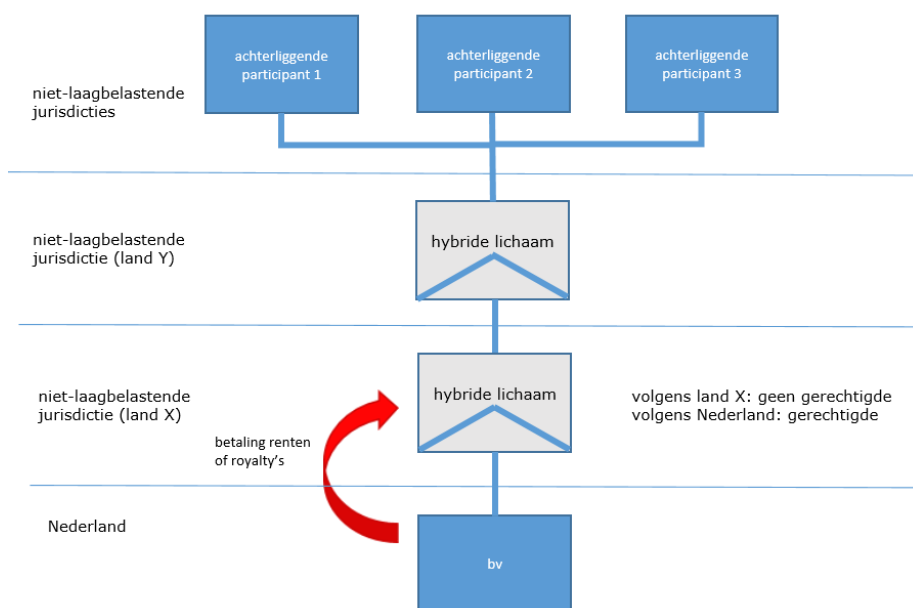 achterliggende
participant 1
achterliggende
participant 2
achterliggende
participant 3
niet-laagbelastende
jurisdicties
niet-laagbelastende
jurisdictie (land Y)
hybride lichaam
niet-laagbelastende
jurisdictie (land X)
hybride lichaam
volgens land X: geen gerechtigde
volgens Nederland: gerechtigde
betaling renten
of royalty's
Nederland
bv